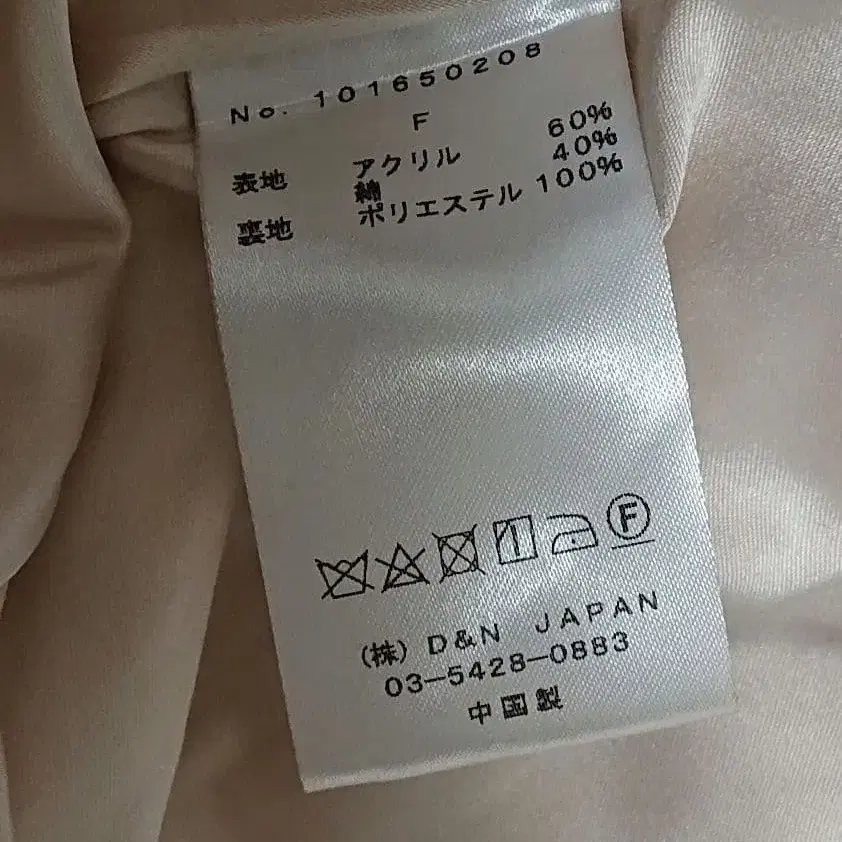 No. 101650208
F
表地 アクリル 60%
綿 40%
裏地 ポリエステル 100%
F
(株) D&N JAPAN
03-5428-0883
中国製